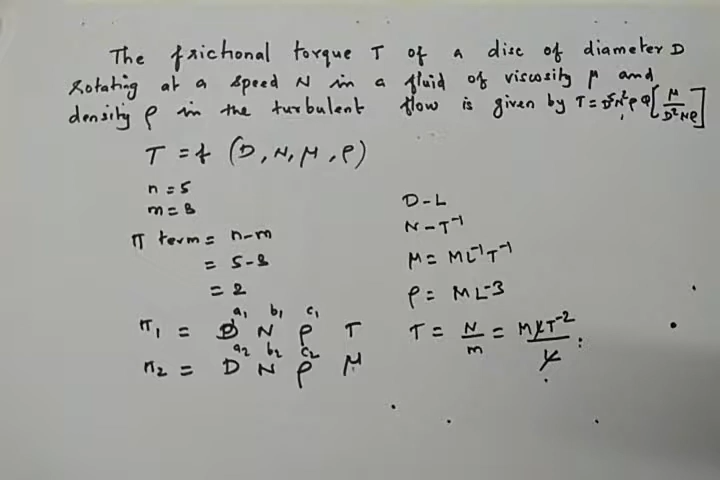 The frictional torque T of a disc of diameter D
rotating at a speed N in a fluid of viscosity μ and
density ρ in the turbulent flow is given by T = D⁵N²ρ φ[μ/D²Nρ]
T = f (D, N, μ, ρ)
n = 5
m = 3
π term = n-m
= 5-3
= 2
π₁ = D^a₁ N^b₁ ρ^c₁ T
π₂ = D^a₂ N^b₂ ρ^c₂ μ
D - L
N - T⁻¹
μ = ML⁻¹T⁻¹
ρ = ML⁻³
T = N/m = MLT⁻²/L